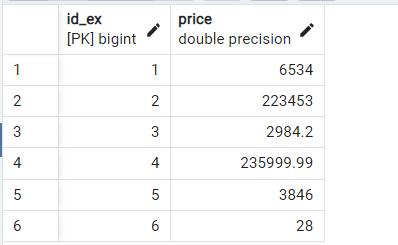 id_ex price
[PK] bigint double precision
1 1 6534
2 2 223453
3 3 2984.2
4 4 235999.99
5 5 3846
6 6 28